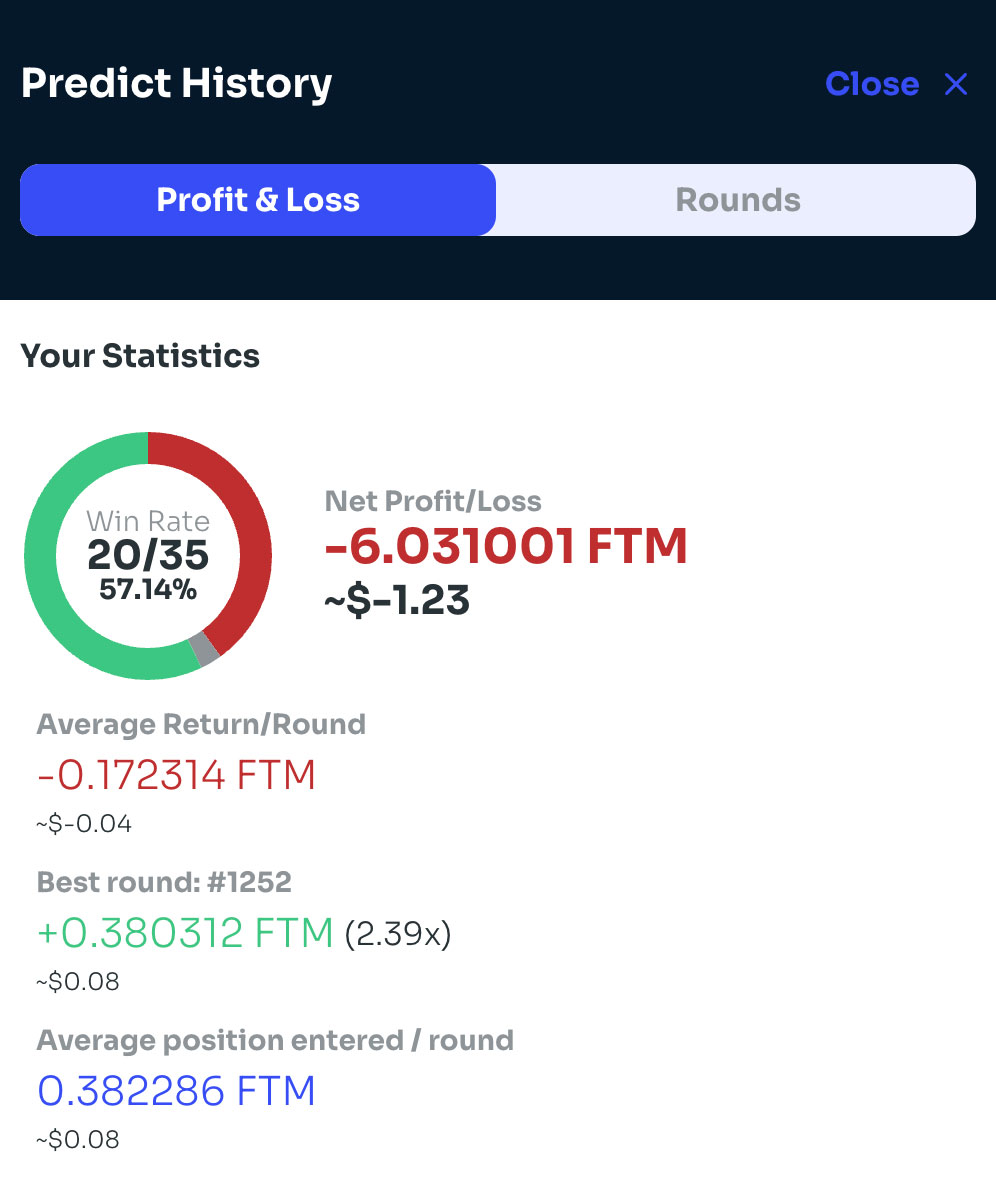 Predict History
Close
Profit & Loss
Rounds
Your Statistics
Win Rate
20/35
57.14%
Net Profit/Loss
-6.031001 FTM
~$-1.23
Average Return/Round
-0.172314 FTM
~$-0.04
Best round: #1252
+0.380312 FTM (2.39x)
~$0.08
Average position entered / round
0.382286 FTM
~$0.08